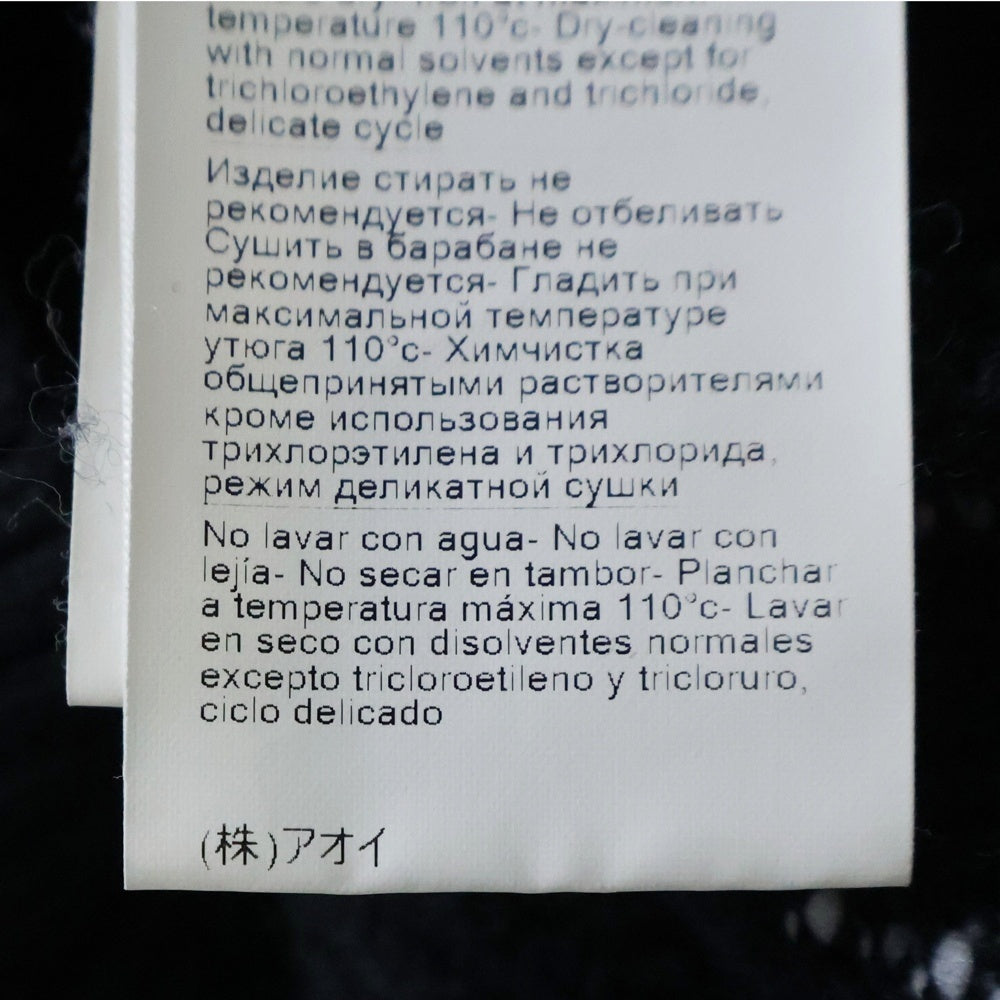 temperature 110°c- Dry-cleaning
with normal solvents except for
trichloroethylene and trichloride,
delicate cycle
Изделие стирать не
рекомендуется- Не отбеливать
Сушить в барабане не
рекомендуется- Гладить при
максимальной температуре
утюга 110°c- Химчистка
общепринятыми растворителями
кроме использования
трихлорэтилена и трихлорида,
режим деликатной сушки
No lavar con agua- No lavar con
lejía- No secar en tambor- Planchar
a temperatura máxima 110°c- Lavar
en seco con disolventes normales
excepto tricloroetileno y tricloruro,
ciclo delicado
(株)アオイ